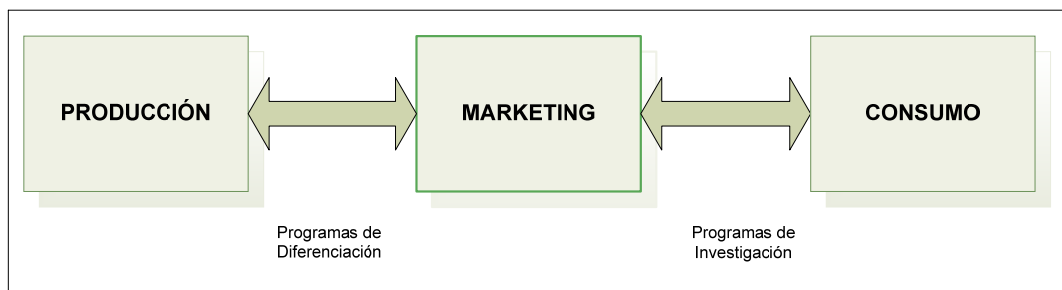 PRODUCCIÓN
MARKETING
CONSUMO
Programas de
Diferenciación
Programas de
Investigación